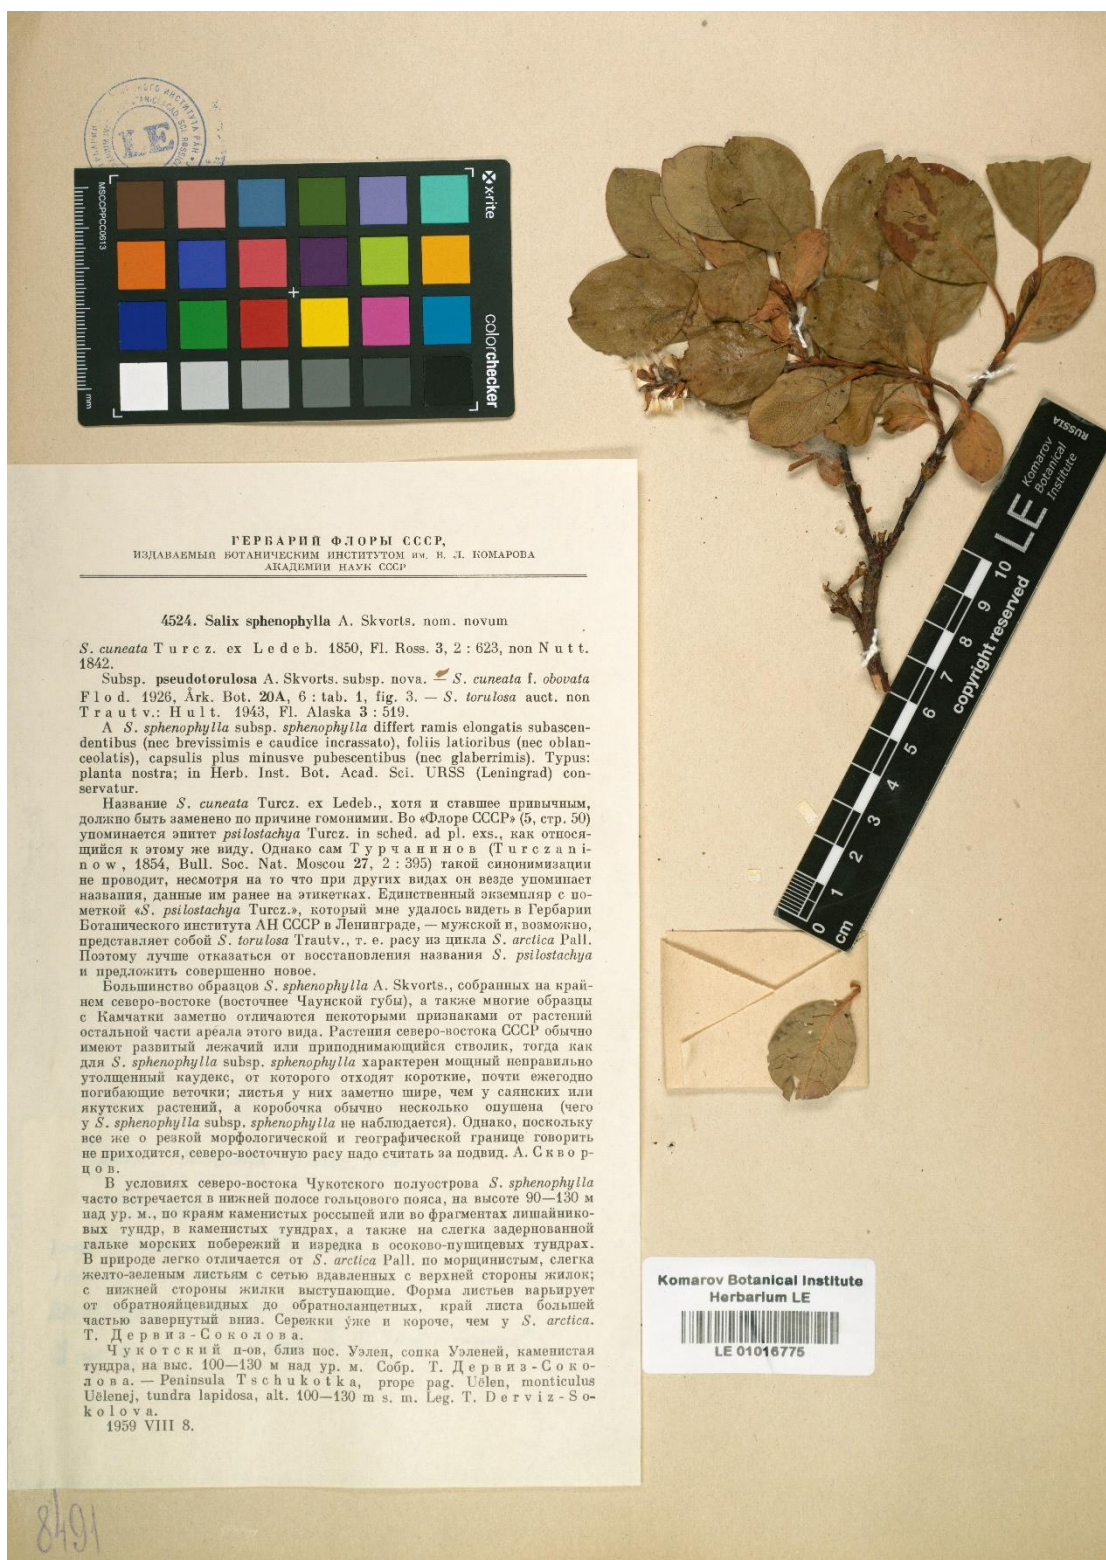 LE
MSCCPPCC0613
x-rite
colorchecker
mm
RUSSIA
Komarov
Botanical
Institute
LE
copyright reserved
0 1 2 3 4 5 6 7 8 9 10
cm
ГЕРБАРИЙ ФЛОРЫ СССР,
ИЗДАВАЕМЫЙ БОТАНИЧЕСКИМ ИНСТИТУТОМ им. В. Л. КОМАРОВА
АКАДЕМИИ НАУК СССР
4524. Salix sphenophylla A. Skvorts. nom. novum
S. cuneata Turcz. ex Ledeb. 1850, Fl. Ross. 3, 2 : 623, non Nutt.
1842.
Subsp. pseudotorulosa A. Skvorts. subsp. nova. — S. cuneata f. obovata
Flod. 1926, Årk. Bot. 20A, 6 : tab. 1, fig. 3. — S. torulosa auct. non
Trautv.: Hult. 1943, Fl. Alaska 3 : 519.
A S. sphenophylla subsp. sphenophylla differt ramis elongatis subascen-
dentibus (nec brevissimis e caudice incrassato), foliis latioribus (nec oblan-
ceolatis), capsulis plus minusve pubescentibus (nec glaberrimis). Typus:
planta nostra; in Herb. Inst. Bot. Acad. Sci. URSS (Leningrad) con-
servatur.
Название S. cuneata Turcz. ex Ledeb., хотя и ставшее привычным,
должно быть заменено по причине гомонимии. Во «Флоре СССР» (5, стр. 50)
упоминается эпитет psilostachya Turcz. in sched. ad pl. exs., как относя-
щийся к этому же виду. Однако сам Турчанинов (Turczani-
now, 1854, Bull. Soc. Nat. Moscou 27, 2 : 395) такой синонимизации
не проводит, несмотря на то что при других видах он везде упоминает
названия, данные им ранее на этикетках. Единственный экземпляр с по-
меткой «S. psilostachya Turcz.», который мне удалось видеть в Гербарии
Ботанического института АН СССР в Ленинграде, — мужской и, возможно,
представляет собой S. torulosa Trautv., т. е. расу из цикла S. arctica Pall.
Поэтому лучше отказаться от восстановления названия S. psilostachya
и предложить совершенно новое.
Большинство образцов S. sphenophylla A. Skvorts., собранных на край-
нем северо-востоке (восточнее Чаунской губы), а также многие образцы
с Камчатки заметно отличаются некоторыми признаками от растений
остальной части ареала этого вида. Растения северо-востока СССР обычно
имеют развитый лежачий или приподнимающийся стволик, тогда как
для S. sphenophylla subsp. sphenophylla характерен мощный неправильно
утолщенный каудекс, от которого отходят короткие, почти ежегодно
погибающие веточки; листья у них заметно шире, чем у саянских или
якутских растений, а коробочка обычно несколько опушена (чего
у S. sphenophylla subsp. sphenophylla не наблюдается). Однако, поскольку
все же о резкой морфологической и географической границе говорить
не приходится, северо-восточную расу надо считать за подвид. А. Сквор-
цов.
В условиях северо-востока Чукотского полуострова S. sphenophylla
часто встречается в нижней полосе гольцового пояса, на высоте 90—130 м
над ур. м., по краям каменистых россыпей или во фрагментах лишайнико-
вых тундр, в каменистых тундрах, а также на слегка задернованной
гальке морских побережий и изредка в осоково-пушицевых тундрах.
В природе легко отличается от S. arctica Pall. по морщинистым, слегка
желто-зеленым листьям с сетью вдавленных с верхней стороны жилок;
с нижней стороны жилки выступающие. Форма листьев варьирует
от обратнояйцевидных до обратноланцетных, край листа большей
частью завернутый вниз. Сережки у́же и короче, чем у S. arctica.
Т. Дервиз-Соколова.
Чукотский п-ов, близ пос. Уэлен, сопка Уэленей, каменистая
тундра, на выс. 100—130 м над ур. м. Собр. Т. Дервиз-Соко-
лова. — Peninsula Tschukotka, prope pag. Uëlen, monticulus
Uëlenej, tundra lapidosa, alt. 100—130 m s. m. Leg. T. Derviz-So-
kolova.
1959 VIII 8.
Komarov Botanical Institute
Herbarium LE
LE 01016775
8491